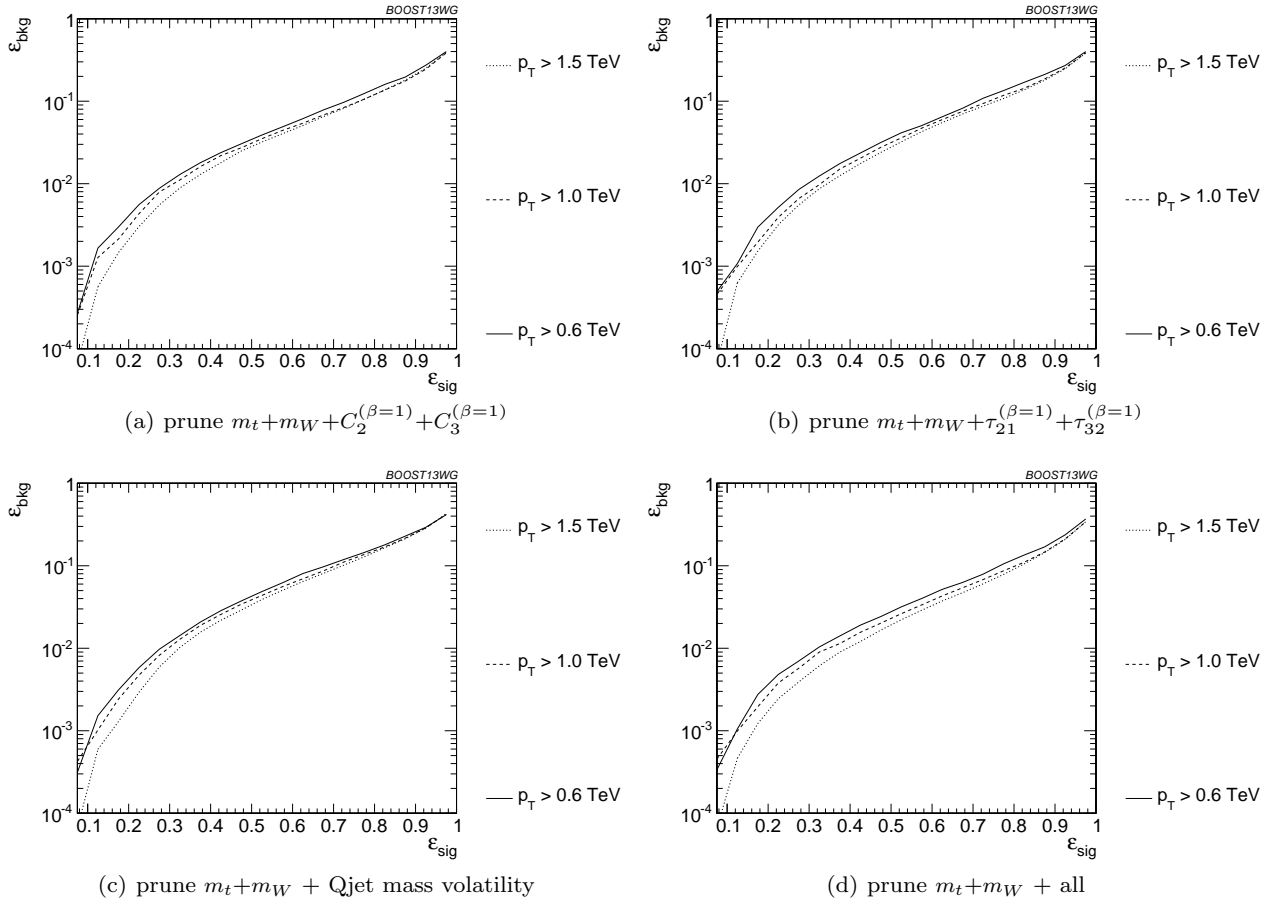 BOOST13WG
ε_bkg
1
10^-1
10^-2
10^-3
10^-4
0.1 0.2 0.3 0.4 0.5 0.6 0.7 0.8 0.9 1
ε_sig
p_T > 1.5 TeV
p_T > 1.0 TeV
p_T > 0.6 TeV
(a) prune m_t+m_W+C_2^(β=1)+C_3^(β=1)
BOOST13WG
ε_bkg
1
10^-1
10^-2
10^-3
10^-4
0.1 0.2 0.3 0.4 0.5 0.6 0.7 0.8 0.9 1
ε_sig
p_T > 1.5 TeV
p_T > 1.0 TeV
p_T > 0.6 TeV
(b) prune m_t+m_W+τ_21^(β=1)+τ_32^(β=1)
BOOST13WG
ε_bkg
1
10^-1
10^-2
10^-3
10^-4
0.1 0.2 0.3 0.4 0.5 0.6 0.7 0.8 0.9 1
ε_sig
p_T > 1.5 TeV
p_T > 1.0 TeV
p_T > 0.6 TeV
(c) prune m_t+m_W + Qjet mass volatility
BOOST13WG
ε_bkg
1
10^-1
10^-2
10^-3
10^-4
0.1 0.2 0.3 0.4 0.5 0.6 0.7 0.8 0.9 1
ε_sig
p_T > 1.5 TeV
p_T > 1.0 TeV
p_T > 0.6 TeV
(d) prune m_t+m_W + all